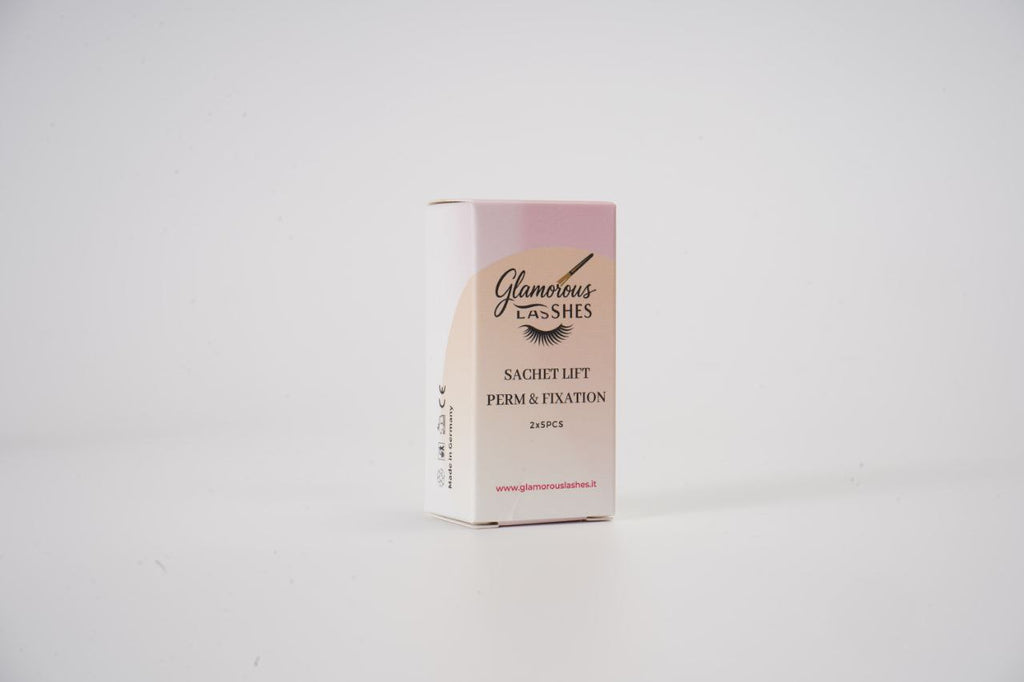 Glamorous
LASSHES
SACHET LIFT
PERM & FIXATION
2x5PCS
www.glamorouslashes.it
CE
Made in Germany